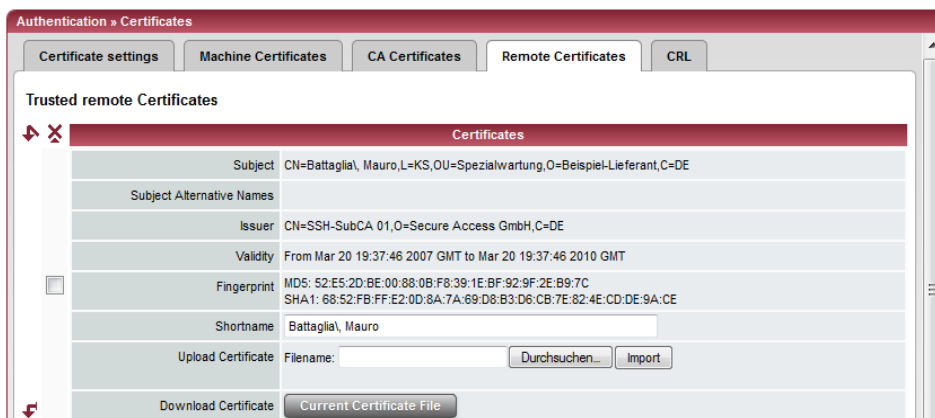 Authentication » Certificates
Certificate settings
Machine Certificates
CA Certificates
Remote Certificates
CRL
Trusted remote Certificates
Certificates
Subject CN=Battaglia\, Mauro,L=KS,OU=Spezialwartung,O=Beispiel-Lieferant,C=DE
Subject Alternative Names
Issuer CN=SSH-SubCA 01,O=Secure Access GmbH,C=DE
Validity From Mar 20 19:37:46 2007 GMT to Mar 20 19:37:46 2010 GMT
Fingerprint MD5: 52:E5:2D:BE:00:88:0B:F8:39:1E:BF:92:9F:2E:B9:7C
SHA1: 68:52:FB:FF:E2:0D:8A:7A:69:D8:B3:D6:CB:7E:82:4E:CD:DE:9A:CE
Shortname Battaglia\, Mauro
Upload Certificate Filename: Durchsuchen... Import
Download Certificate Current Certificate File